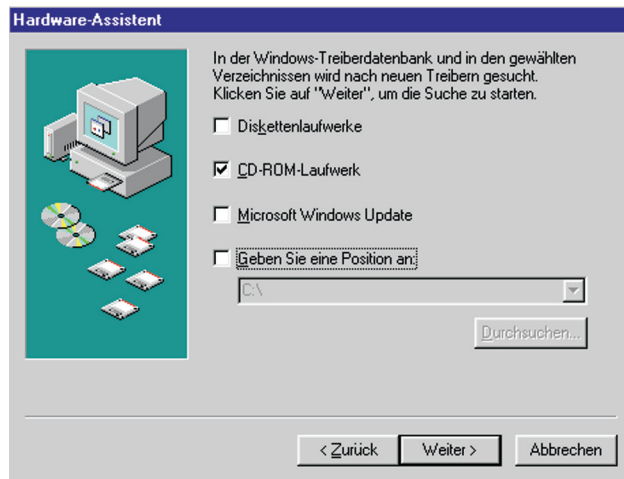 Hardware-Assistent
In der Windows-Treiberdatenbank und in den gewählten
Verzeichnissen wird nach neuen Treibern gesucht.
Klicken Sie auf "Weiter", um die Suche zu starten.
Diskettenlaufwerke
CD-ROM-Laufwerk
Microsoft Windows Update
Geben Sie eine Position an:
C:\
Durchsuchen...
< Zurück
Weiter >
Abbrechen